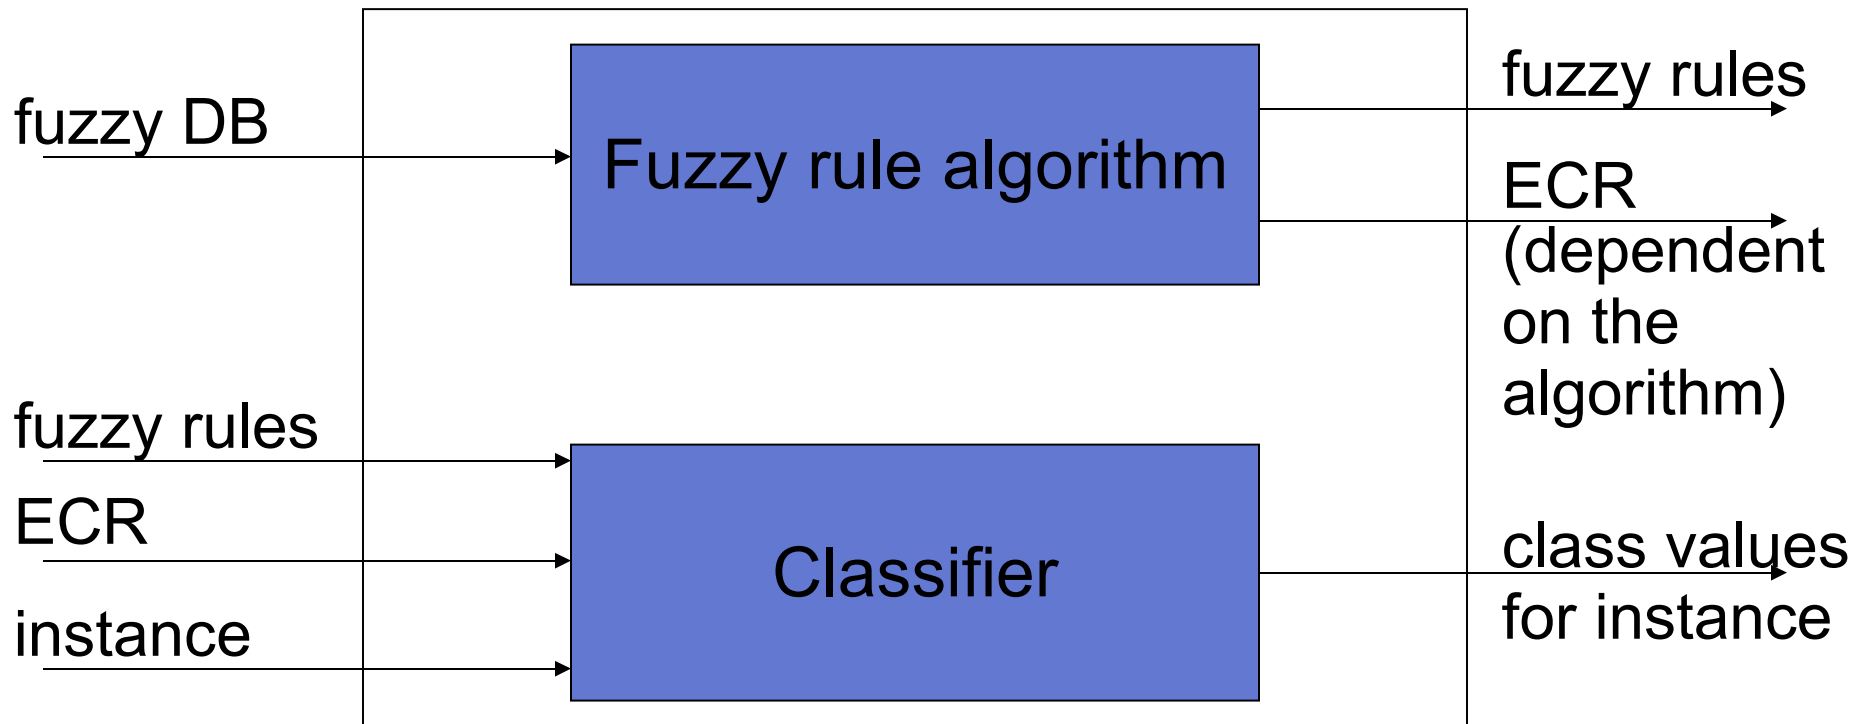 fuzzy DB
Fuzzy rule algorithm
fuzzy rules
ECR
(dependent
on the
algorithm)
fuzzy rules
ECR
instance
Classifier
class values
for instance